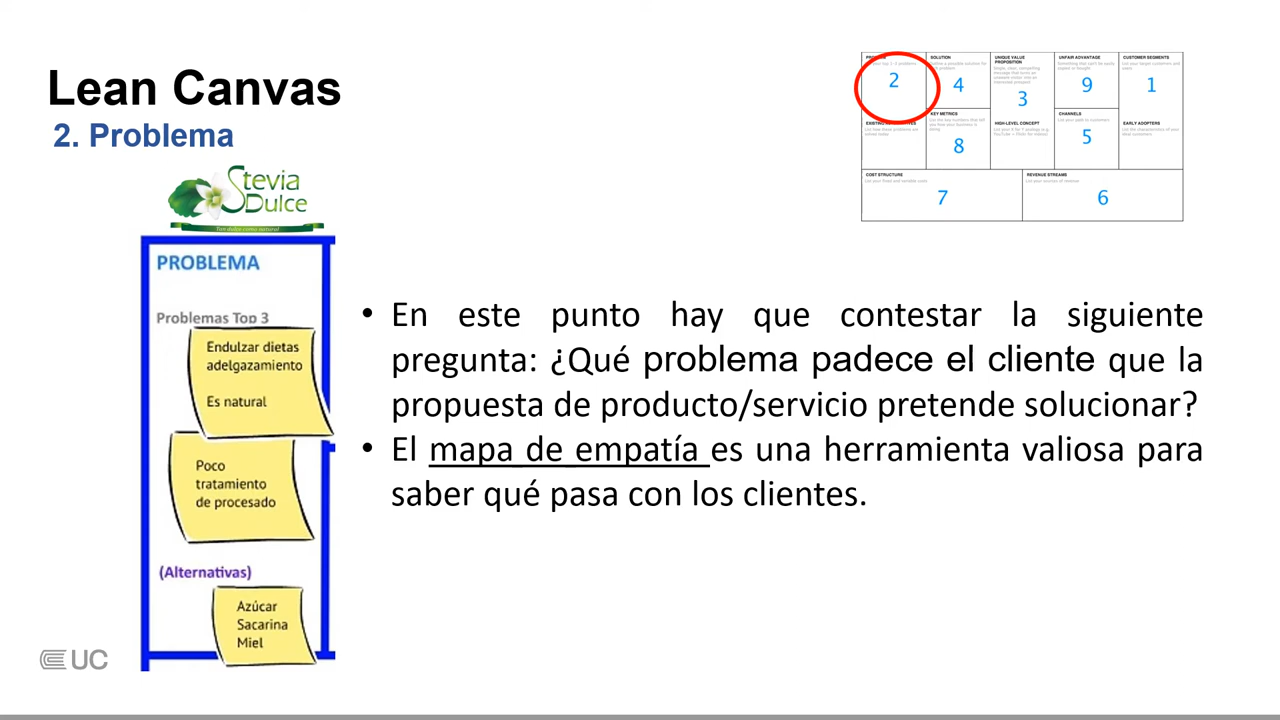 Lean Canvas
2. Problema
Stevia
Dulce
PROBLEMA
Problemas Top 3
Endulzar dietas
adelgazamiento
Es natural
Poco
tratamiento
de procesado
(Alternativas)
Azúcar
Sacarina
Miel
UC
2
SOLUTION
4
UNIQUE VALUE
PROPOSITION
3
UNFAIR ADVANTAGE
9
CUSTOMER SEGMENTS
1
KEY METRICS
8
HIGH-LEVEL CONCEPT
CHANNELS
5
EARLY ADOPTERS
COST STRUCTURE
7
REVENUE STREAMS
6
• En este punto hay que contestar la siguiente
pregunta: ¿Qué problema padece el cliente que la
propuesta de producto/servicio pretende solucionar?
• El mapa de empatía es una herramienta valiosa para
saber qué pasa con los clientes.